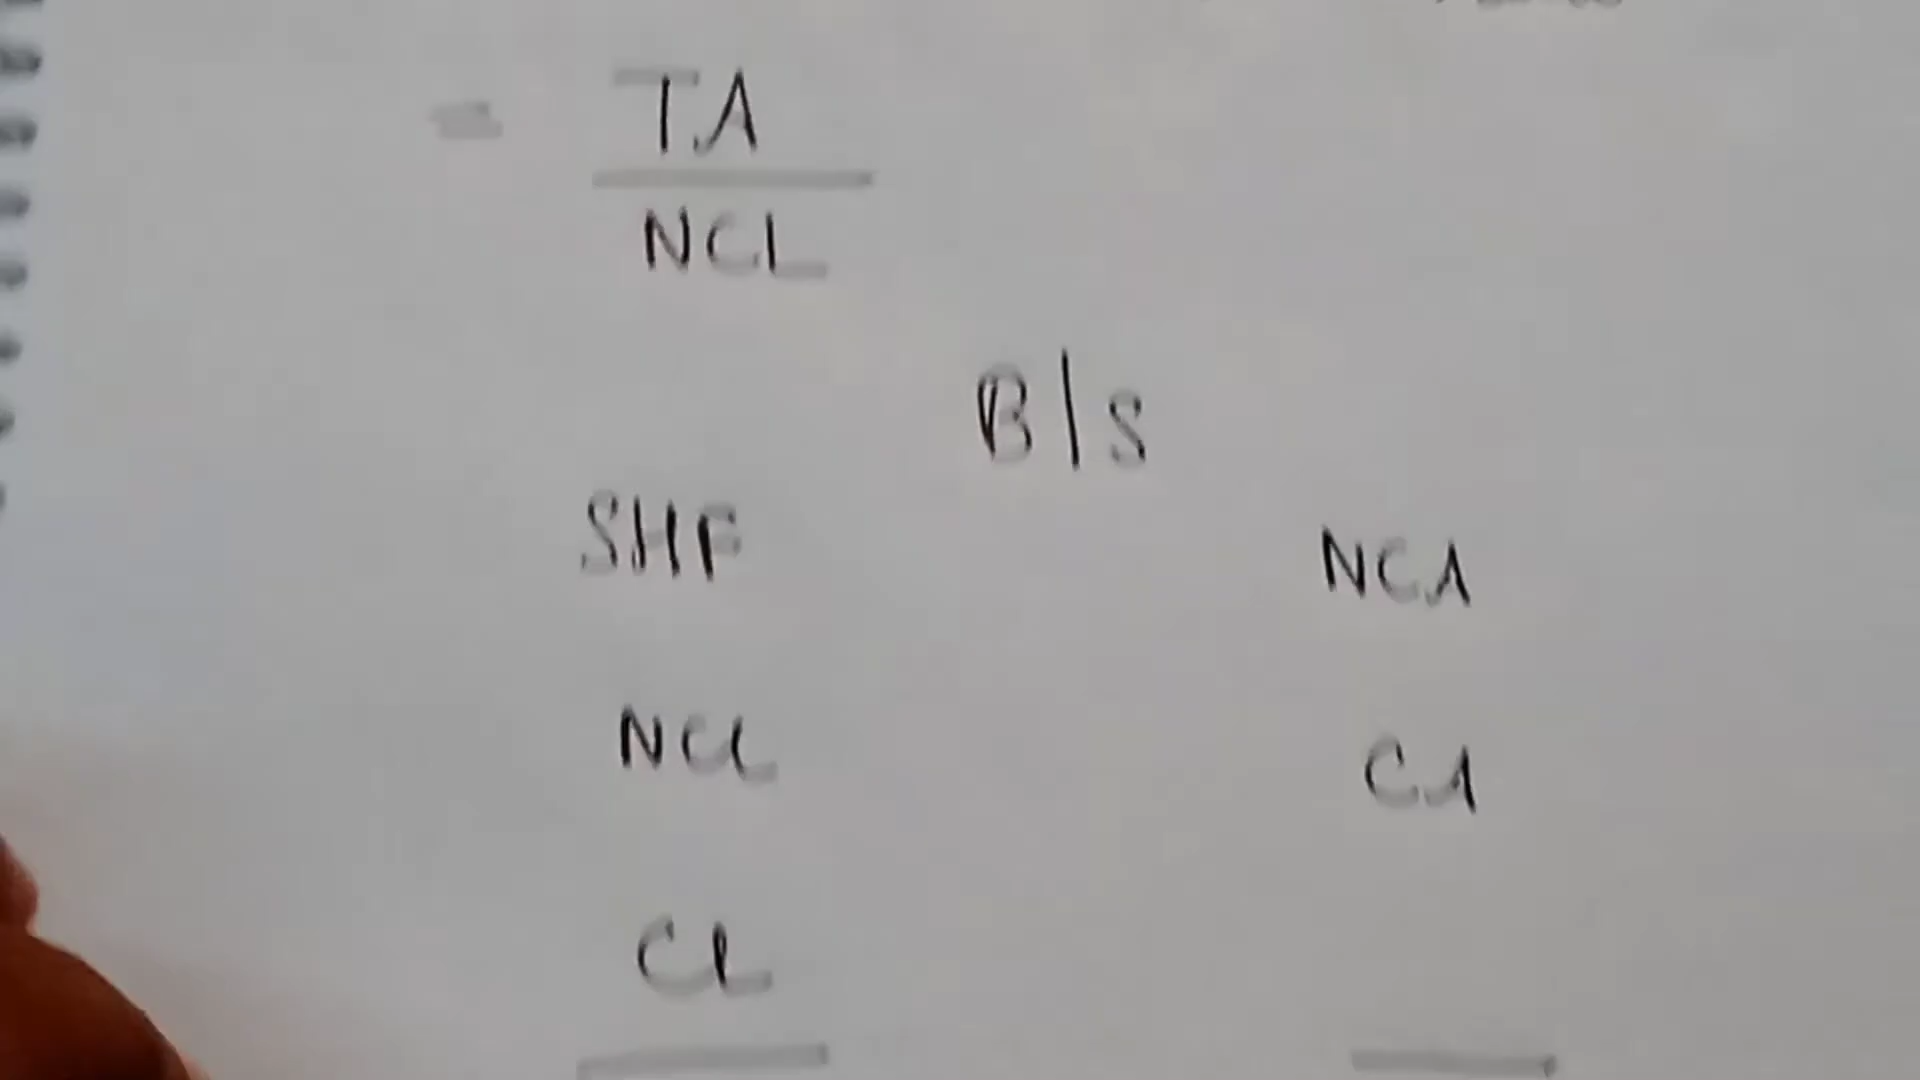 = TA
NCL
B/S
SHF
NCA
NCL
CA
CL